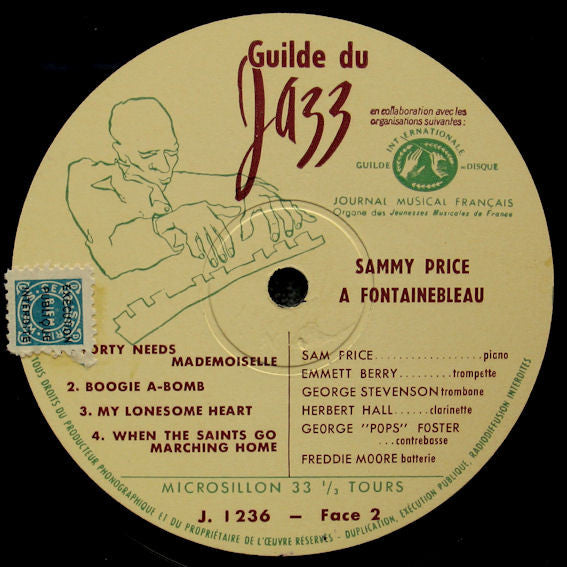 Guilde du
Jazz
en collaboration avec les
organisations suivantes:
INTERNATIONALE
GUILDE DU DISQUE
JOURNAL MUSICAL FRANÇAIS
Organe des Jeunesses Musicales de France
SAMMY PRICE
A FONTAINEBLEAU
ORTY NEEDS
MADEMOISELLE
2. BOOGIE A-BOMB
3. MY LONESOME HEART
4. WHEN THE SAINTS GO
MARCHING HOME
SAM PRICE..................piano
EMMETT BERRY.........trompette
GEORGE STEVENSON trombone
HERBERT HALL......clarinette
GEORGE "POPS" FOSTER
...contrebasse
FREDDIE MOORE batterie
MICROSILLON 33 1/3 TOURS
J. 1236 — Face 2
TOUS DROITS DU PRODUCTEUR PHONOGRAPHIQUE ET DU PROPRIÉTAIRE DE L'ŒUVRE RÉSERVÉS - DUPLICATION, EXÉCUTION PUBLIQUE, RADIODIFFUSION INTERDITES